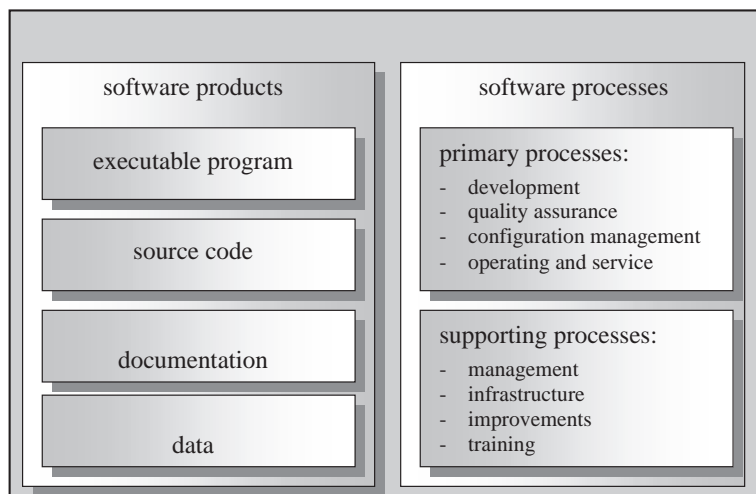 software products
executable program
source code
documentation
data
software processes
primary processes:
- development
- quality assurance
- configuration management
- operating and service
supporting processes:
- management
- infrastructure
- improvements
- training